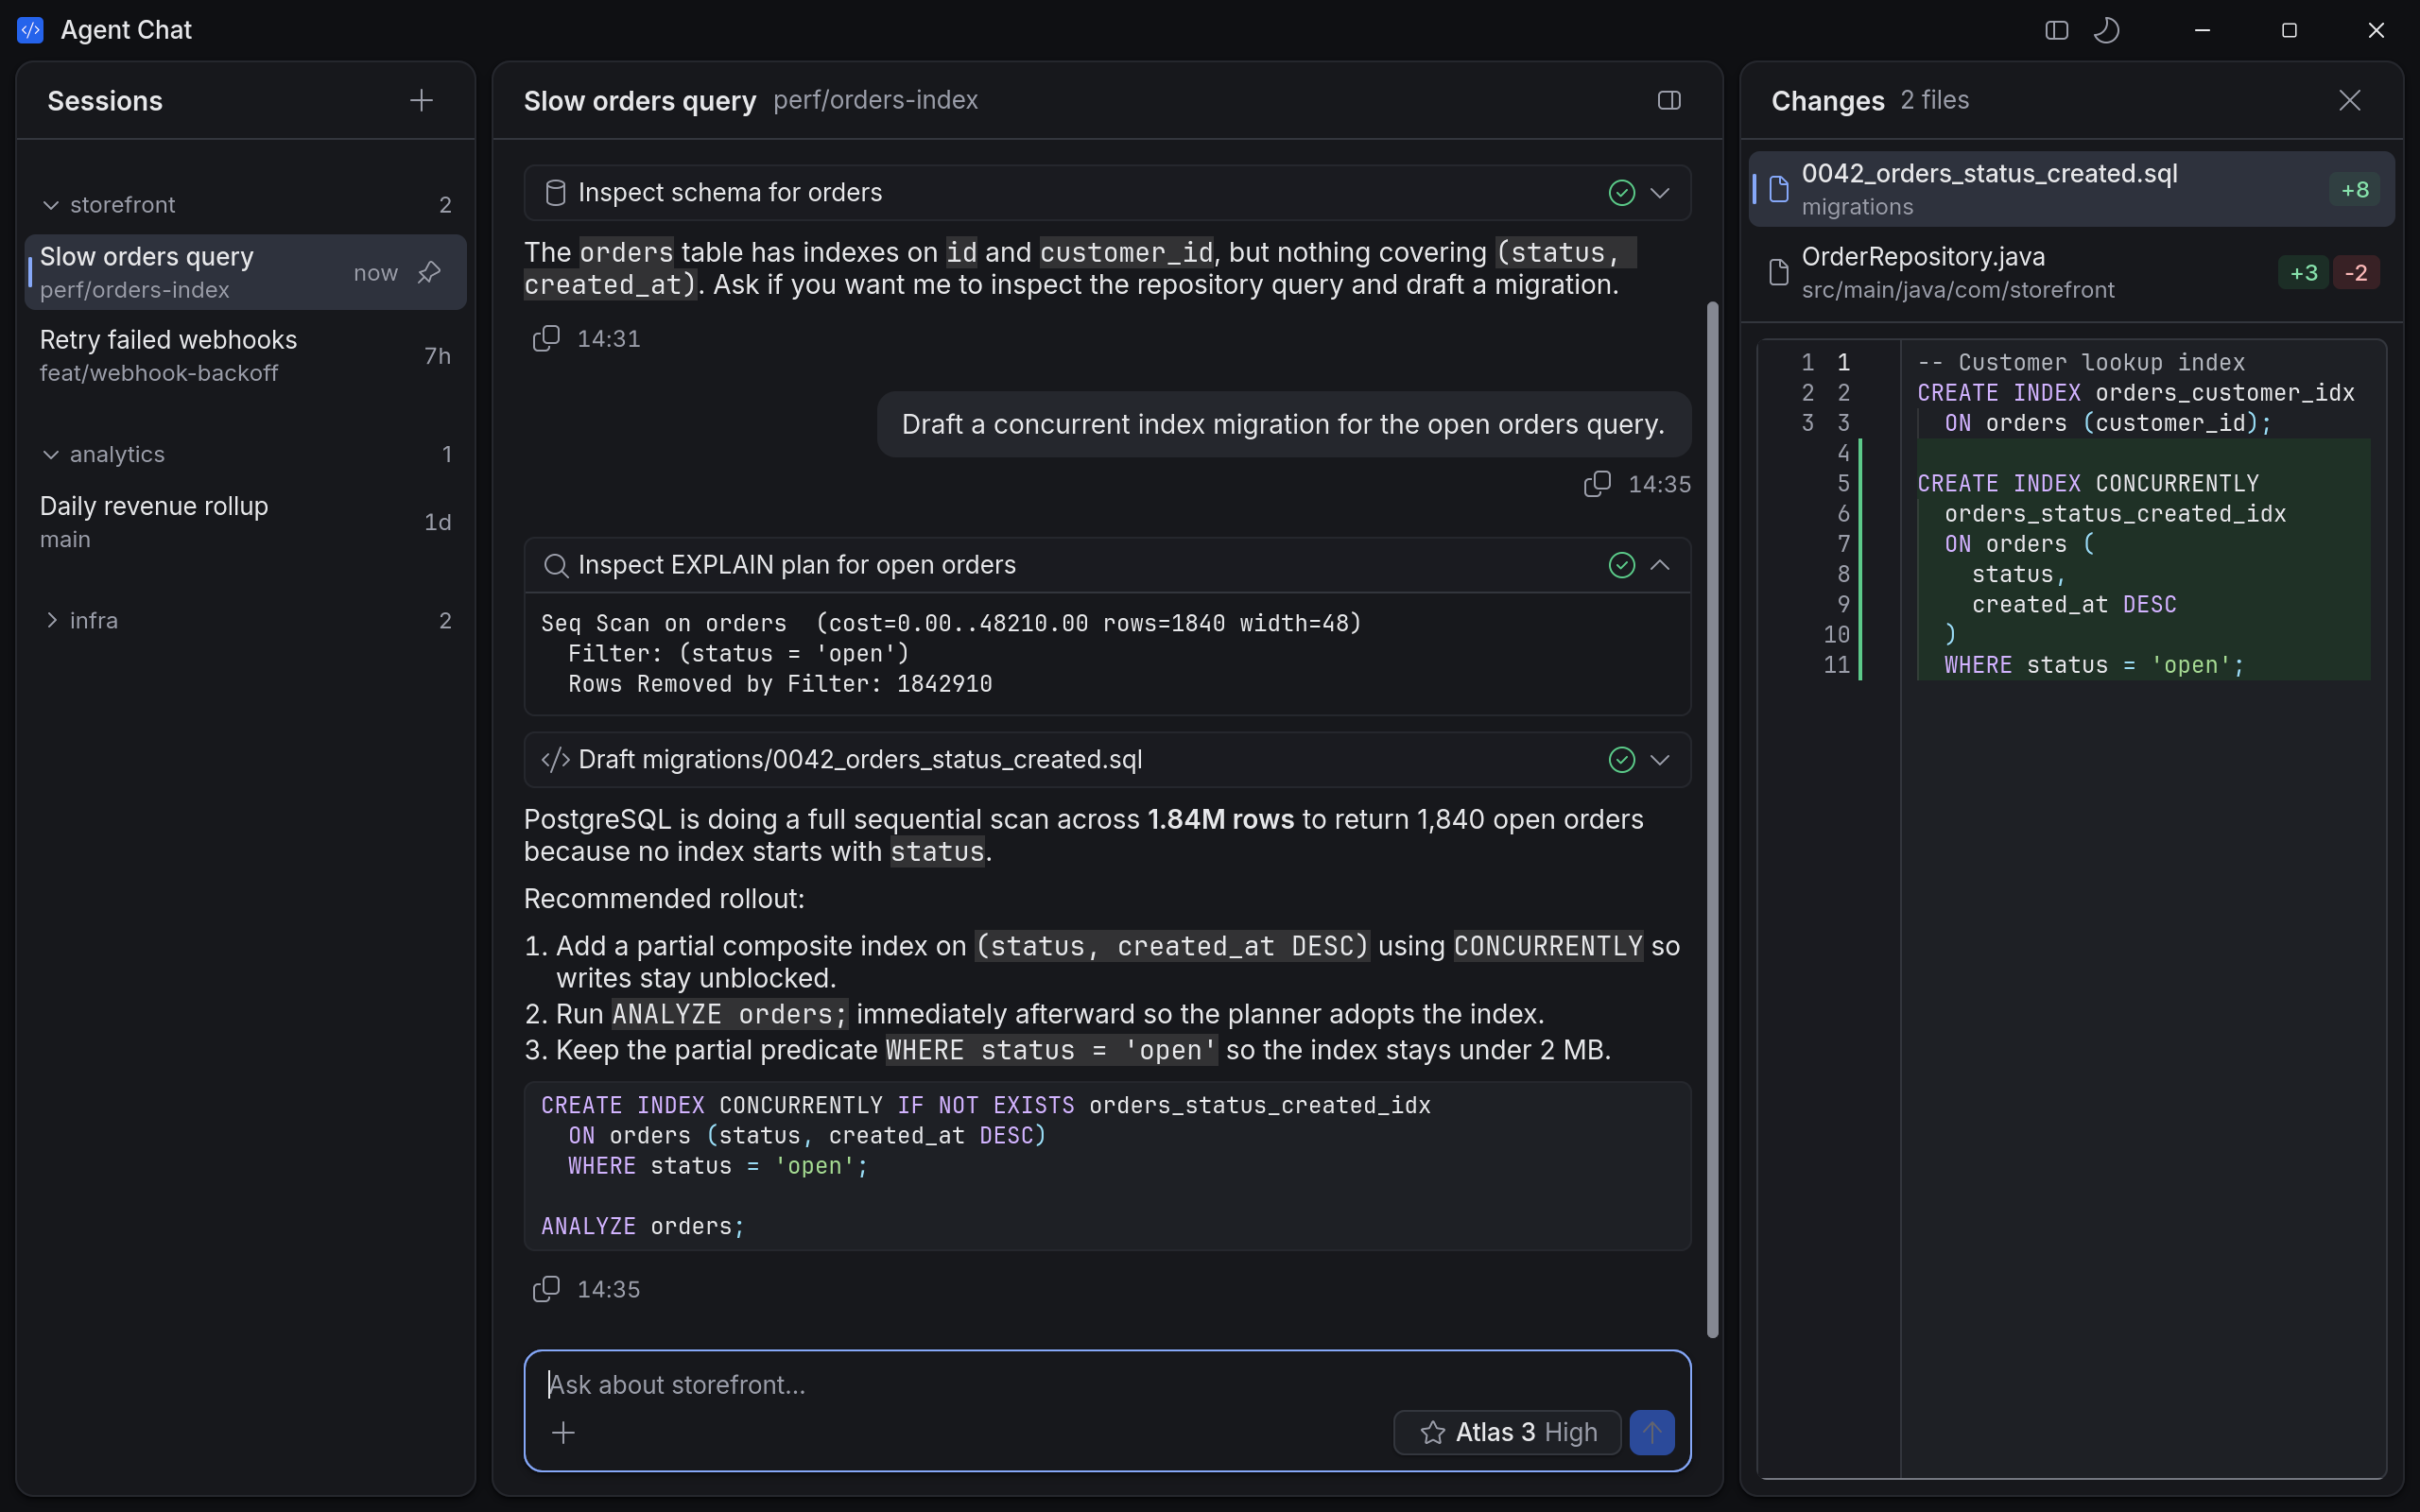 Agent Chat
Sessions
storefront 2
Slow orders query
perf/orders-index
now
Retry failed webhooks
feat/webhook-backoff
7h
analytics 1
Daily revenue rollup
main
1d
infra 2
Slow orders query perf/orders-index
Inspect schema for orders
The orders table has indexes on id and customer_id, but nothing covering (status,
created_at). Ask if you want me to inspect the repository query and draft a migration.
14:31
Draft a concurrent index migration for the open orders query.
14:35
Inspect EXPLAIN plan for open orders
Seq Scan on orders  (cost=0.00..48210.00 rows=1840 width=48)
  Filter: (status = 'open')
  Rows Removed by Filter: 1842910
Draft migrations/0042_orders_status_created.sql
PostgreSQL is doing a full sequential scan across 1.84M rows to return 1,840 open orders
because no index starts with status.
Recommended rollout:
1. Add a partial composite index on (status, created_at DESC) using CONCURRENTLY so
writes stay unblocked.
2. Run ANALYZE orders; immediately afterward so the planner adopts the index.
3. Keep the partial predicate WHERE status = 'open' so the index stays under 2 MB.
CREATE INDEX CONCURRENTLY IF NOT EXISTS orders_status_created_idx
  ON orders (status, created_at DESC)
  WHERE status = 'open';
ANALYZE orders;
14:35
Ask about storefront...
Atlas 3 High
Changes 2 files
0042_orders_status_created.sql
migrations
+8
OrderRepository.java
src/main/java/com/storefront
+3 -2
1 1 -- Customer lookup index
2 2 CREATE INDEX orders_customer_idx
3 3   ON orders (customer_id);
4
5 CREATE INDEX CONCURRENTLY
6   orders_status_created_idx
7   ON orders (
8     status,
9     created_at DESC
10   )
11   WHERE status = 'open';